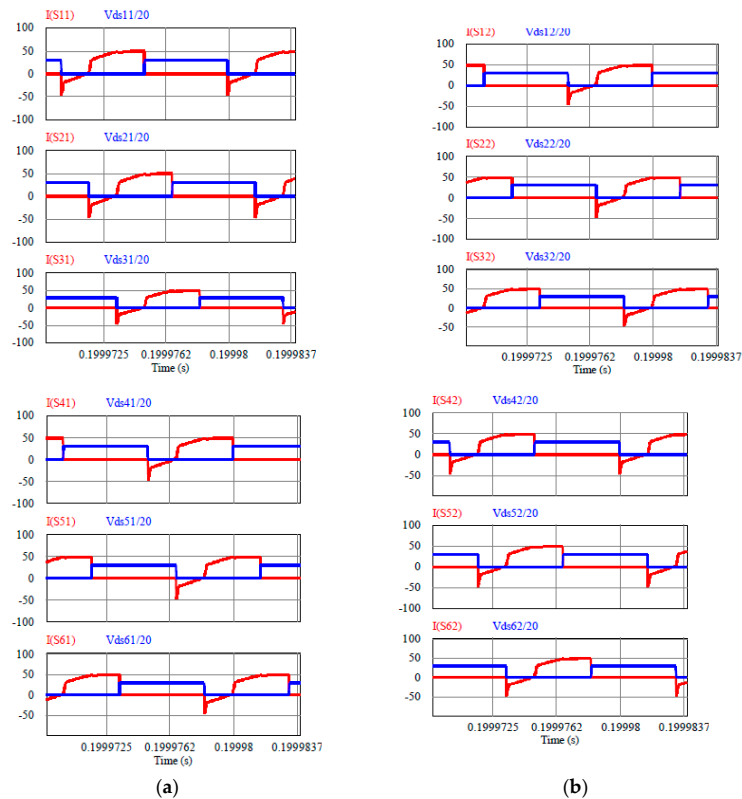 I(S11) Vds11/20
100
50
0
-50
-100
I(S21) Vds21/20
100
50
0
-50
-100
I(S31) Vds31/20
100
50
0
-50
-100
0.1999725 0.1999762 0.19998 0.1999837
Time (s)
I(S41) Vds41/20
100
50
0
-50
-100
I(S51) Vds51/20
100
50
0
-50
-100
I(S61) Vds61/20
100
50
0
-50
0.1999725 0.1999762 0.19998 0.1999837
Time (s)
(a)
I(S12) Vds12/20
100
50
0
-50
-100
I(S22) Vds22/20
100
50
0
-50
-100
I(S32) Vds32/20
100
50
0
-50
0.1999725 0.1999762 0.19998 0.1999837
Time (s)
I(S42) Vds42/20
100
50
0
-50
-100
I(S52) Vds52/20
100
50
0
-50
-100
I(S62) Vds62/20
100
50
0
-50
0.1999725 0.1999762 0.19998 0.1999837
Time (s)
(b)